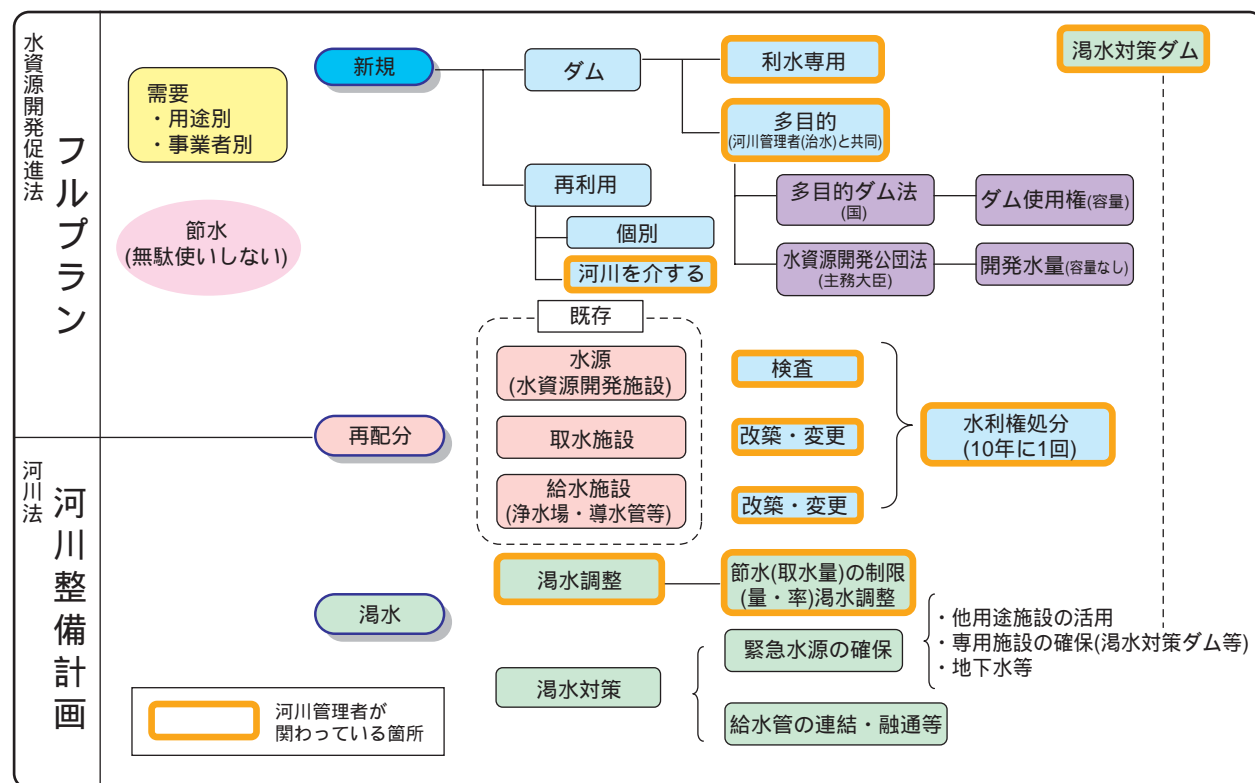 水資源開発促進法
フルプラン
需要
・用途別
・事業者別
節水
(無駄使いしない)
新規
ダム
利水専用
渇水対策ダム
多目的
(河川管理者(治水)と共同)
再利用
多目的ダム法
(国)
ダム使用権(容量)
個別
水資源開発公団法
(主務大臣)
開発水量(容量なし)
河川を介する
既存
水源
(水資源開発施設)
検査
再配分
取水施設
改築・変更
水利権処分
(10年に1回)
給水施設
(浄水場・導水管等)
改築・変更
河川法
河川整備計画
渇水
渇水調整
節水(取水量)の制限
(量・率)渇水調整
渇水対策
緊急水源の確保
・他用途施設の活用
・専用施設の確保(渇水対策ダム等)
・地下水等
給水管の連結・融通等
河川管理者が
関わっている箇所